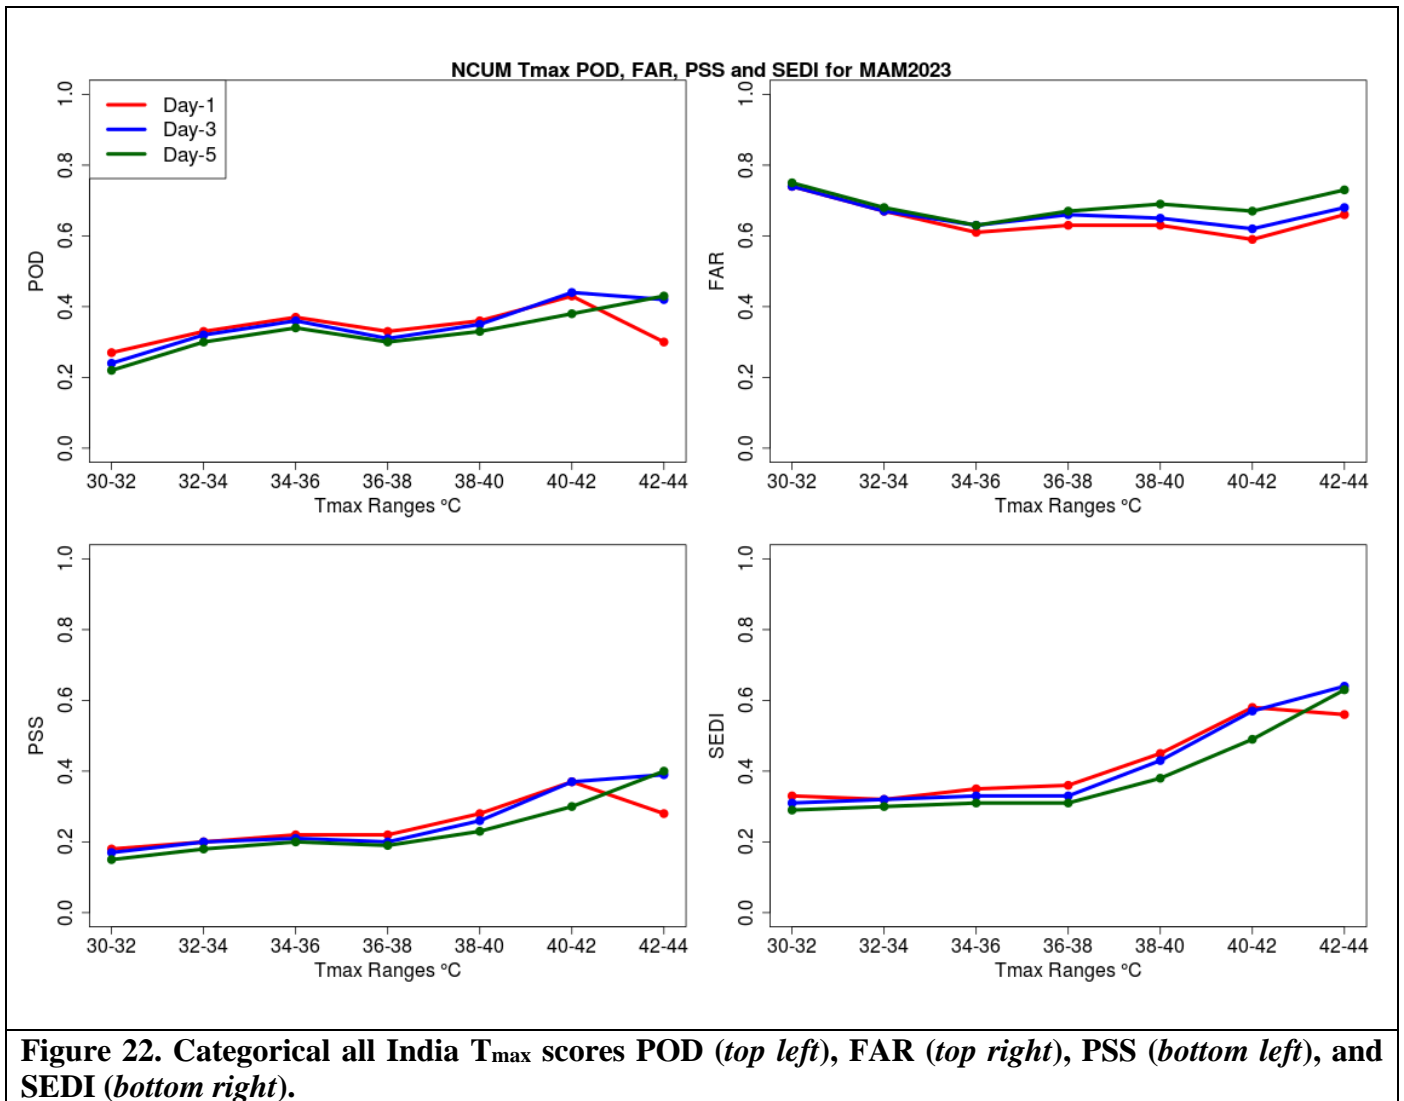 NCUM Tmax POD, FAR, PSS and SEDI for MAM2023
Day-1
Day-3
Day-5
POD
1.0
0.8
0.6
0.4
0.2
0.0
30-32 32-34 34-36 36-38 38-40 40-42 42-44
Tmax Ranges °C
FAR
1.0
0.8
0.6
0.4
0.2
0.0
30-32 32-34 34-36 36-38 38-40 40-42 42-44
Tmax Ranges °C
PSS
1.0
0.8
0.6
0.4
0.2
0.0
30-32 32-34 34-36 36-38 38-40 40-42 42-44
Tmax Ranges °C
SEDI
1.0
0.8
0.6
0.4
0.2
0.0
30-32 32-34 34-36 36-38 38-40 40-42 42-44
Tmax Ranges °C
Figure 22. Categorical all India Tmax scores POD (top left), FAR (top right), PSS (bottom left), and
SEDI (bottom right).